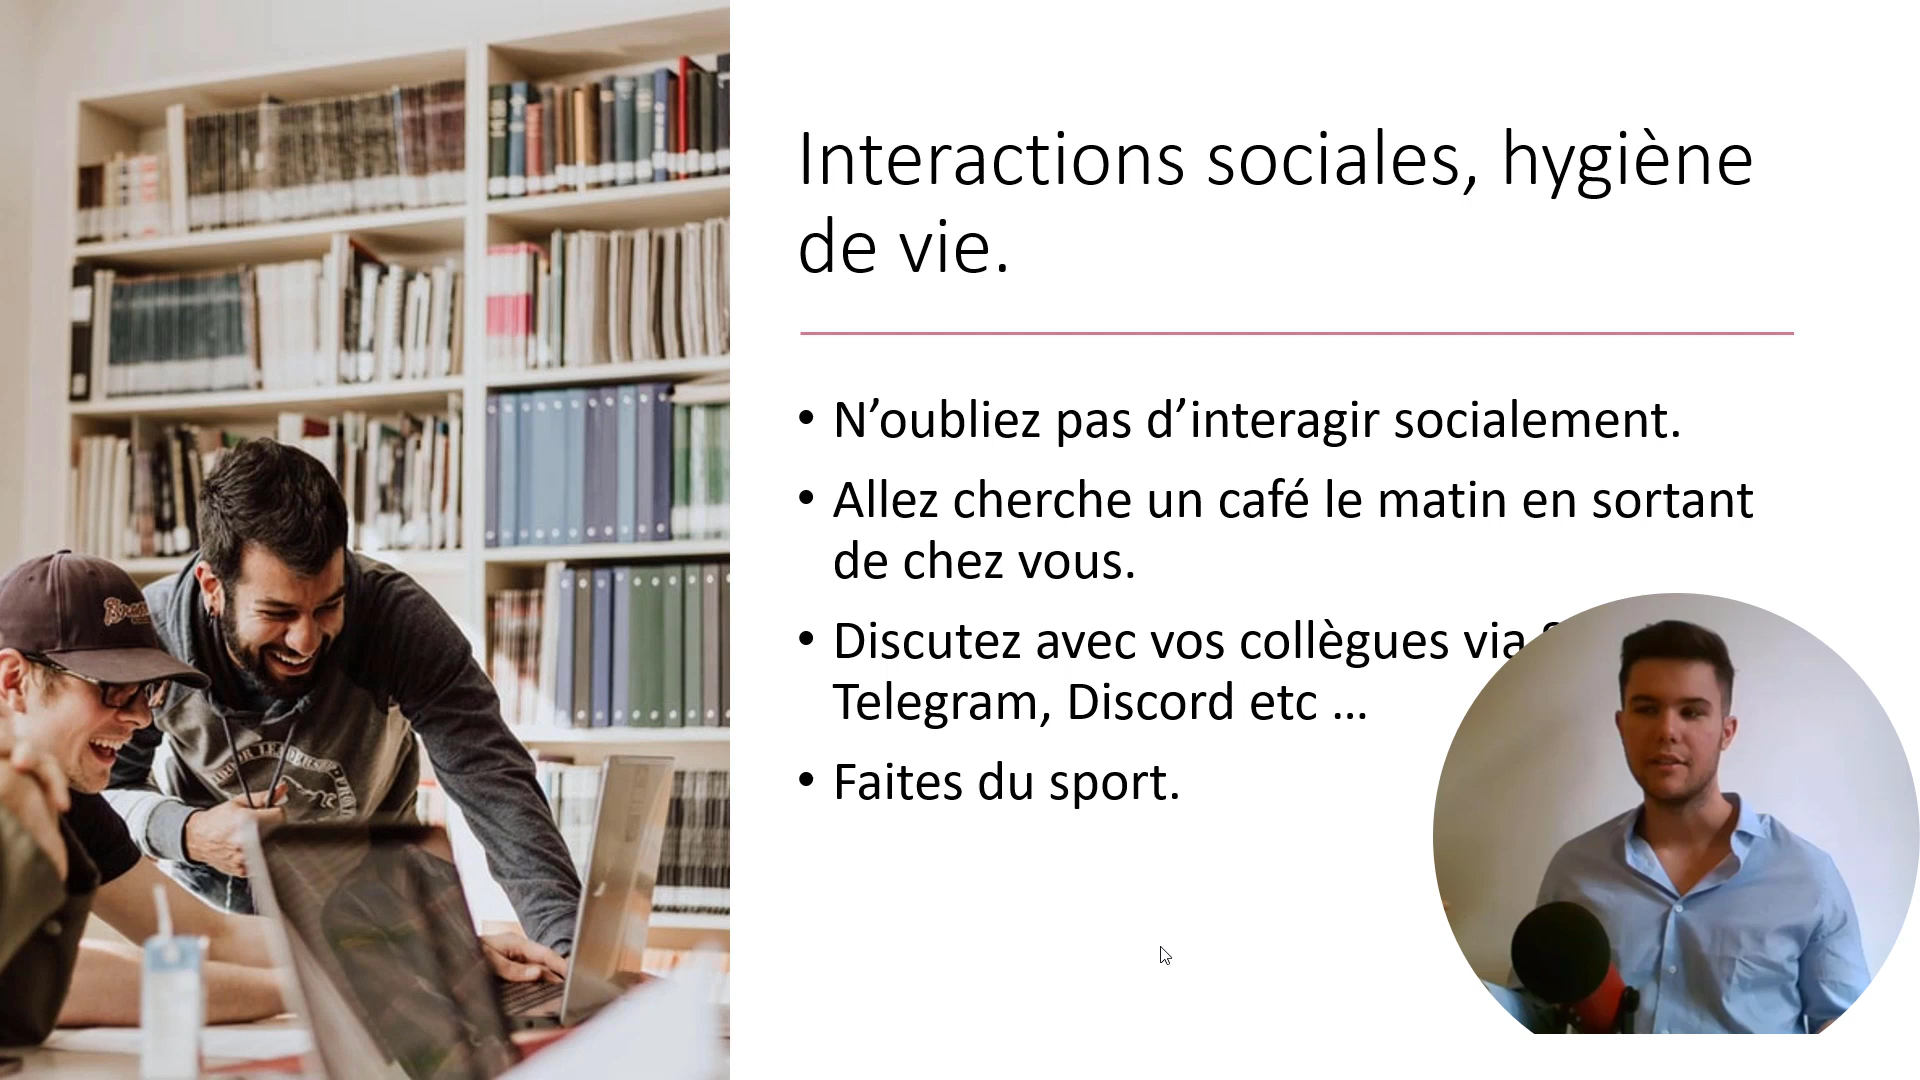 Interactions sociales, hygiène
de vie.
• N’oubliez pas d’interagir socialement.
• Allez cherche un café le matin en sortant
de chez vous.
• Discutez avec vos collègues via
Telegram, Discord etc …
• Faites du sport.